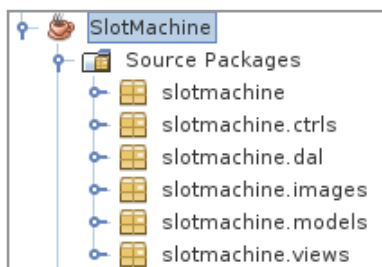 SlotMachine
Source Packages
slotmachine
slotmachine.ctrls
slotmachine.dal
slotmachine.images
slotmachine.models
slotmachine.views